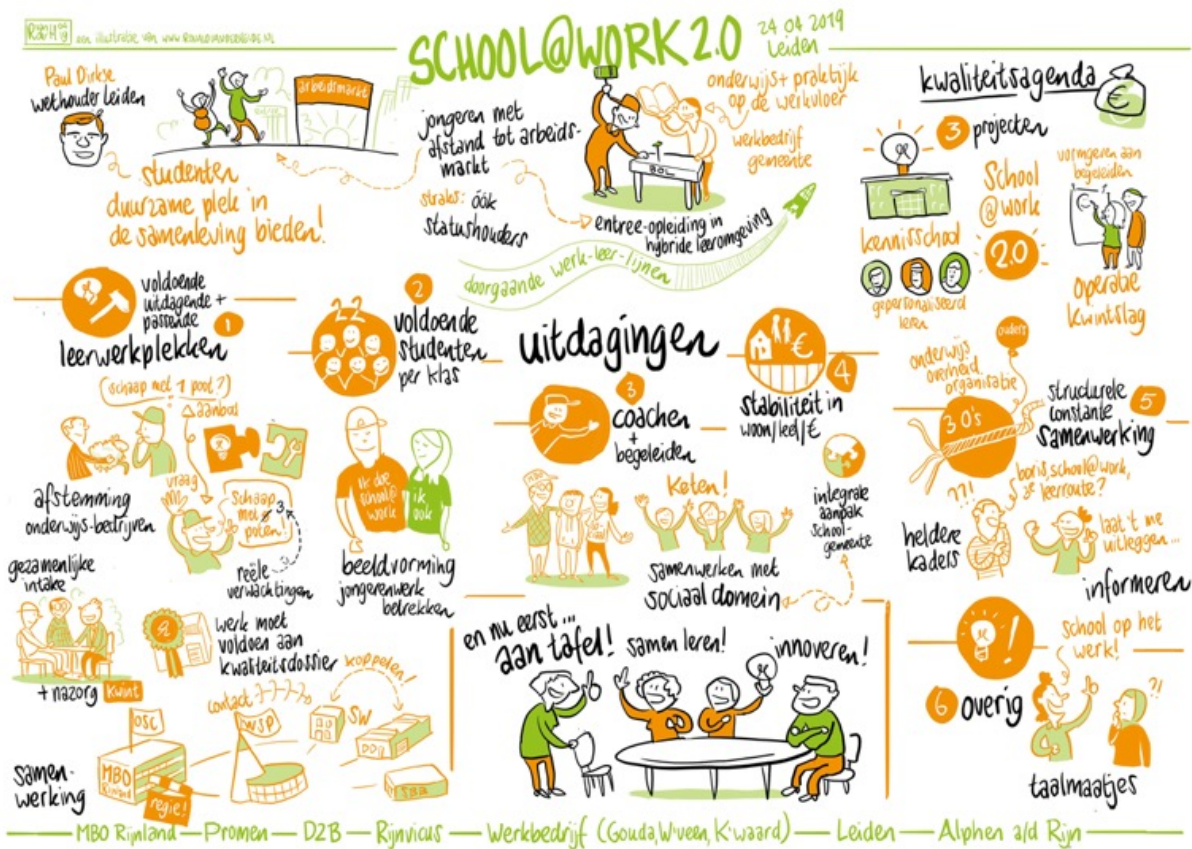 een illustratie van www.RONALDVANDERHEIDE.NL
SCHOOL@WORK 2.0
24 04 2019
Leiden
Paul Dirkse
wethouder Leiden
arbeidsmarkt
studenten
duurzame plek in
de samenleving bieden!
jongeren met
afstand tot arbeids-
markt
straks: óók
statushouders
onderwijs + praktijk
op de werkvloer
werkbedrijf
gemeente
entree-opleiding in
hybride leeromgeving
doorgaande werk-leer-lijnen
kwaliteitsagenda
€
3 projecten
kennisschool
gepersonaliseerd
leren
School
@work
2.0
vormgeven aan
begeleiden
operatie
kwintslag
uitdagingen
voldoende
uitdagende +
passende
1
leerwerkplekken
(schaap met 1 poot?)
aanbod
vraag
schaap
met 3
poten!
afstemming
onderwijs-bedrijven
reële
verwachtingen
gezamenlijke
intake
+ nazorg kwint
werk moet
voldoen aan
kwaliteitsdossier
contact
koppelen!
OSC
MBO
Rijnland
regie!
WSP
SW
SBB
samen-
werking
2
22
voldoende
studenten
per klas
ik doe
school@
work
ik
ook
beeldvorming
jongerenwerk
betrekken
3
coachen
+
begeleiden
Keten!
samenwerken met
sociaal domein
€
4
stabiliteit in
woon/leef/€
integrale
aanpak
school-
gemeente
ouders
onderwijs
overheid
organisatie
3 O's
structurele
constante
samenwerking
5
??!
boris, school@work,
3e leerroute?
heldere
kaders
laat 't me
uitleggen...
informeren
!
6 overig
school op het
werk!
?!
taalmaatjes
en nu eerst...
aan tafel!
samen leren!
innoveren!
MBO Rijnland — Promen — D2B — Rijnvicus — Werkbedrijf (Gouda, W'veen, K'waard) — Leiden — Alphen a/d Rijn